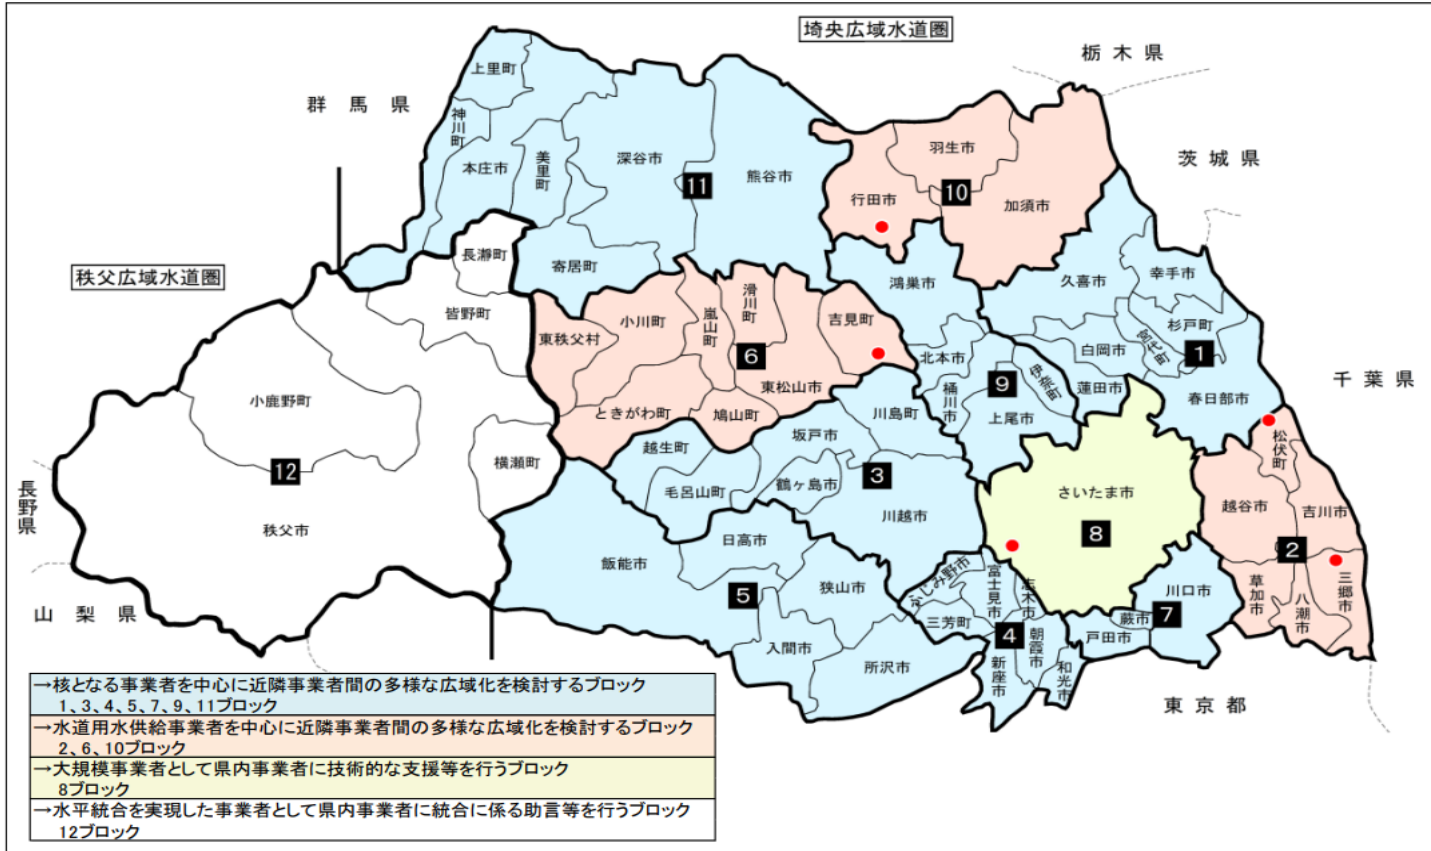 埼央広域水道圏
栃木県
群馬県
茨城県
上里町
神川町
本庄市
美里町
深谷市
熊谷市
11
羽生市
行田市
10
加須市
秩父広域水道圏
長瀞町
皆野町
寄居町
鴻巣市
久喜市
幸手市
杉戸町
宮代町
白岡市
1
蓮田市
春日部市
千葉県
東秩父村
小川町
嵐山町
滑川町
吉見町
6
東松山市
ときがわ町
鳩山町
北本市
桶川市
9
伊奈町
上尾市
川島町
小鹿野町
横瀬町
12
秩父市
長野県
山梨県
越生町
毛呂山町
坂戸市
鶴ヶ島市
3
川越市
さいたま市
8
松伏町
越谷市
吉川市
2
草加市
八潮市
三郷市
飯能市
日高市
5
狭山市
入間市
所沢市
ふじみ野市
富士見市
志木市
三芳町
4
朝霞市
新座市
和光市
川口市
7
蕨市
戸田市
東京都
→核となる事業者を中心に近隣事業者間の多様な広域化を検討するブロック
1、3、4、5、7、9、11ブロック
→水道用水供給事業者を中心に近隣事業者間の多様な広域化を検討するブロック
2、6、10ブロック
→大規模事業者として県内事業者に技術的な支援等を行うブロック
8ブロック
→水平統合を実現した事業者として県内事業者に統合に係る助言等を行うブロック
12ブロック